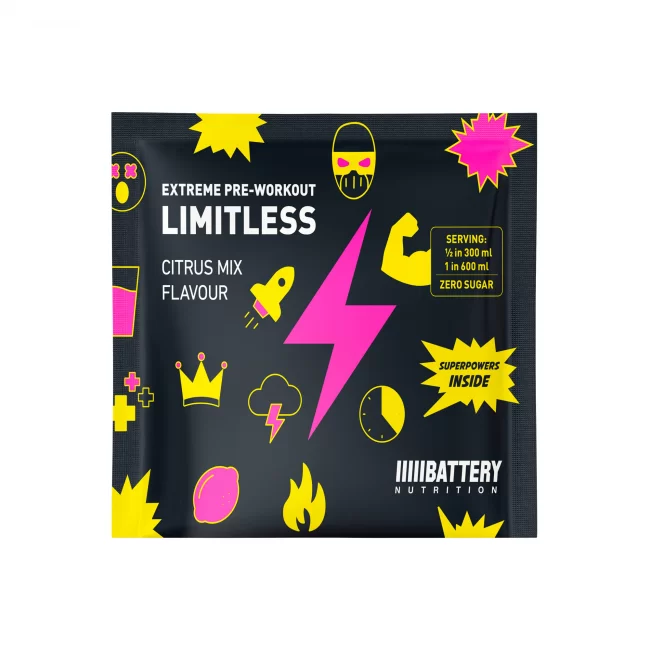 EXTREME PRE-WORKOUT
LIMITLESS
CITRUS MIX
FLAVOUR
SERVING:
½ in 300 ml
1 in 600 ml
ZERO SUGAR
SUPERPOWERS
INSIDE
BATTERY
NUTRITION